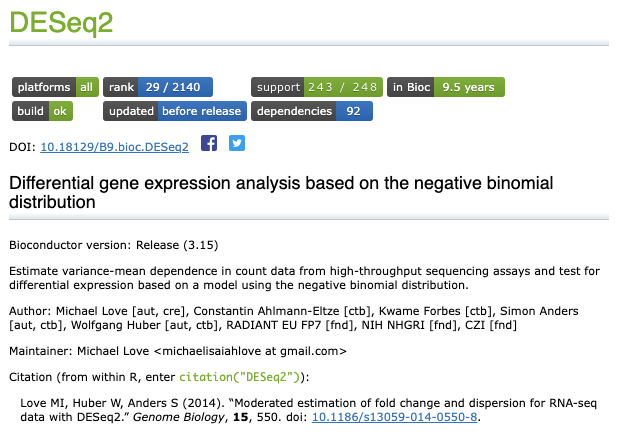 DESeq2
platforms all rank 29 / 2140 support 243 / 248 in Bioc 9.5 years
build ok updated before release dependencies 92
DOI: 10.18129/B9.bioc.DESeq2
Differential gene expression analysis based on the negative binomial
distribution
Bioconductor version: Release (3.15)
Estimate variance-mean dependence in count data from high-throughput sequencing assays and test for
differential expression based on a model using the negative binomial distribution.
Author: Michael Love [aut, cre], Constantin Ahlmann-Eltze [ctb], Kwame Forbes [ctb], Simon Anders
[aut, ctb], Wolfgang Huber [aut, ctb], RADIANT EU FP7 [fnd], NIH NHGRI [fnd], CZI [fnd]
Maintainer: Michael Love <michaelisaiahlove at gmail.com>
Citation (from within R, enter citation("DESeq2")):
Love MI, Huber W, Anders S (2014). “Moderated estimation of fold change and dispersion for RNA-seq
data with DESeq2.” Genome Biology, 15, 550. doi: 10.1186/s13059-014-0550-8.